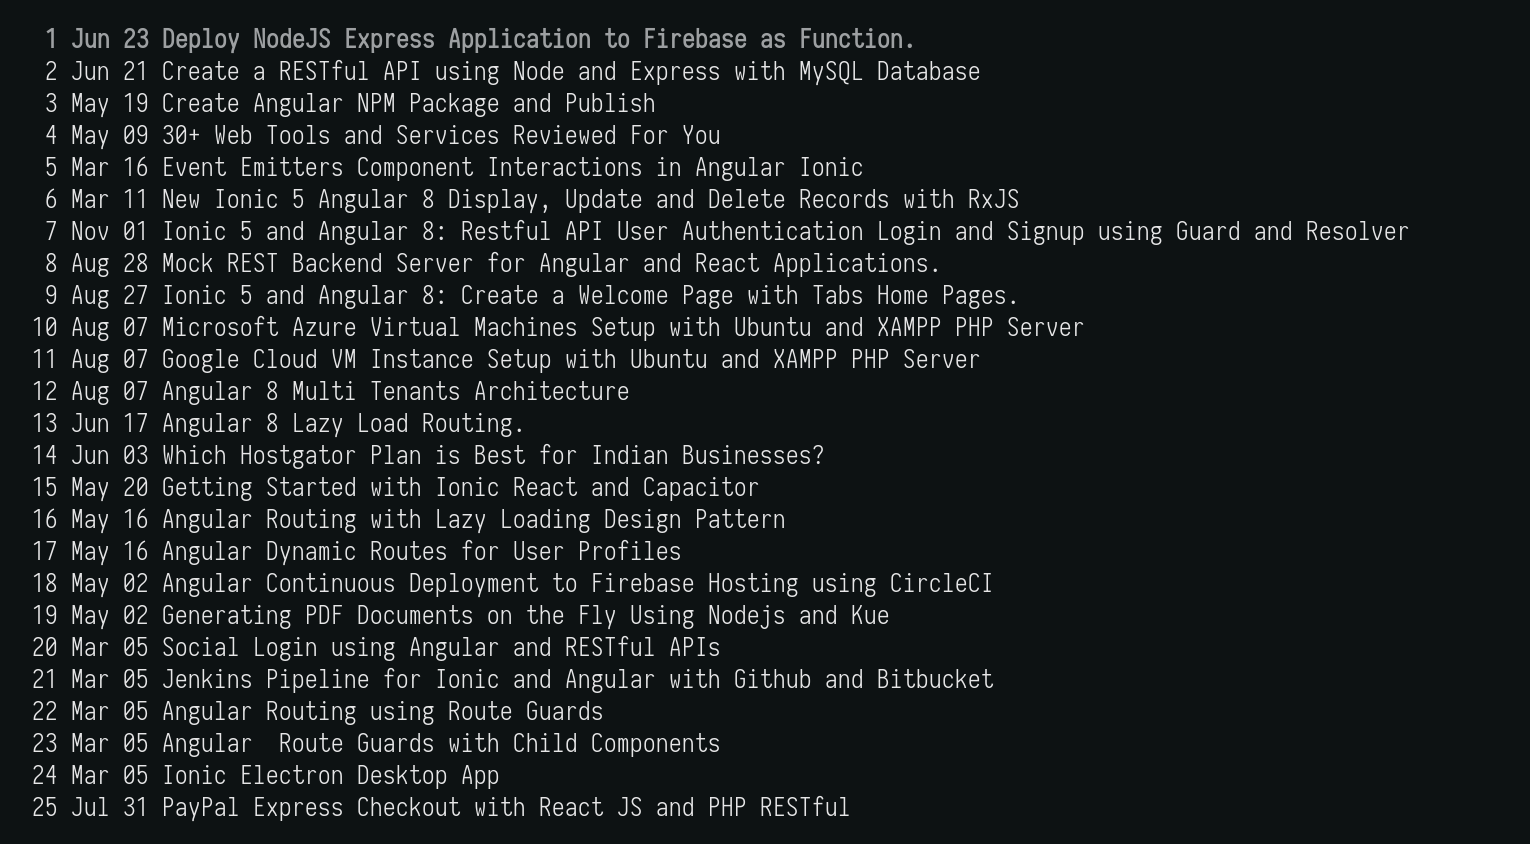 1 Jun 23 Deploy NodeJS Express Application to Firebase as Function.
2 Jun 21 Create a RESTful API using Node and Express with MySQL Database
3 May 19 Create Angular NPM Package and Publish
4 May 09 30+ Web Tools and Services Reviewed For You
5 Mar 16 Event Emitters Component Interactions in Angular Ionic
6 Mar 11 New Ionic 5 Angular 8 Display, Update and Delete Records with RxJS
7 Nov 01 Ionic 5 and Angular 8: Restful API User Authentication Login and Signup using Guard and Resolver
8 Aug 28 Mock REST Backend Server for Angular and React Applications.
9 Aug 27 Ionic 5 and Angular 8: Create a Welcome Page with Tabs Home Pages.
10 Aug 07 Microsoft Azure Virtual Machines Setup with Ubuntu and XAMPP PHP Server
11 Aug 07 Google Cloud VM Instance Setup with Ubuntu and XAMPP PHP Server
12 Aug 07 Angular 8 Multi Tenants Architecture
13 Jun 17 Angular 8 Lazy Load Routing.
14 Jun 03 Which Hostgator Plan is Best for Indian Businesses?
15 May 20 Getting Started with Ionic React and Capacitor
16 May 16 Angular Routing with Lazy Loading Design Pattern
17 May 16 Angular Dynamic Routes for User Profiles
18 May 02 Angular Continuous Deployment to Firebase Hosting using CircleCI
19 May 02 Generating PDF Documents on the Fly Using Nodejs and Kue
20 Mar 05 Social Login using Angular and RESTful APIs
21 Mar 05 Jenkins Pipeline for Ionic and Angular with Github and Bitbucket
22 Mar 05 Angular Routing using Route Guards
23 Mar 05 Angular  Route Guards with Child Components
24 Mar 05 Ionic Electron Desktop App
25 Jul 31 PayPal Express Checkout with React JS and PHP RESTful